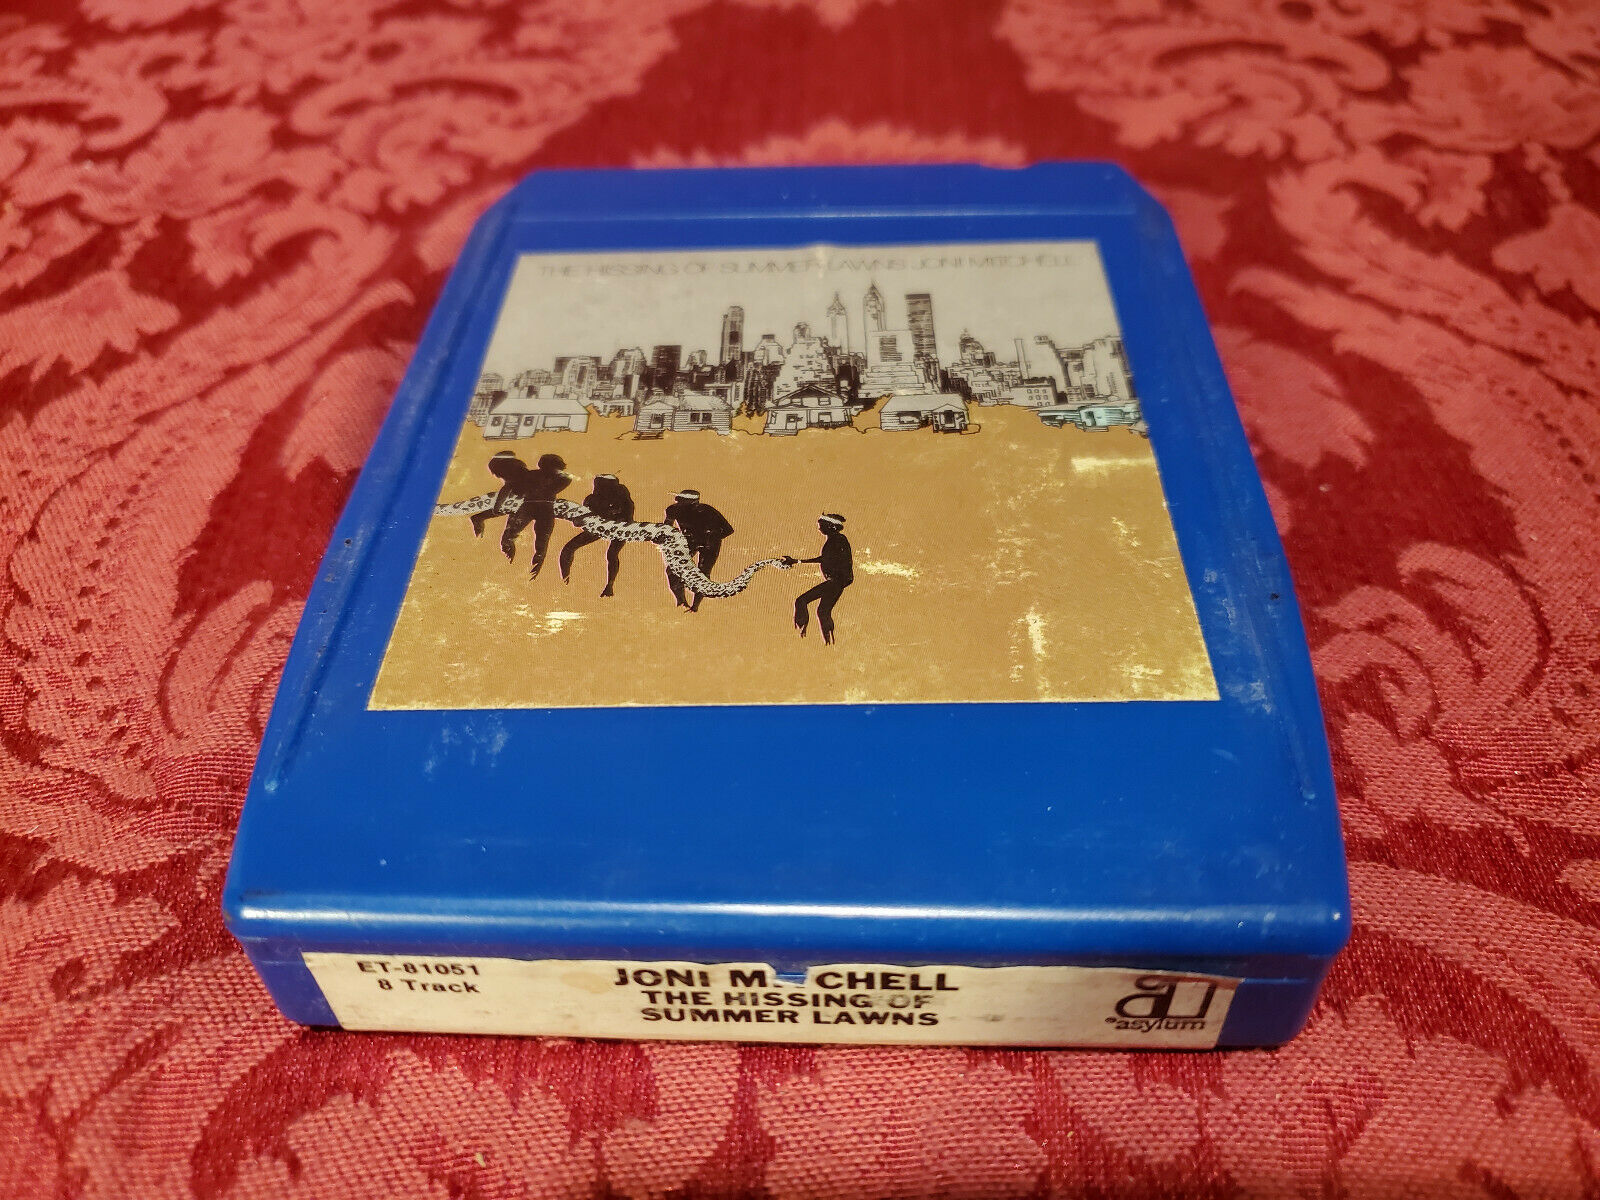 THE HISSING OF SUMMER LAWNS JONI MITCHELL
ET-81051
8 Track
JONI M CHELL
THE HISSING OF
SUMMER LAWNS
asylum